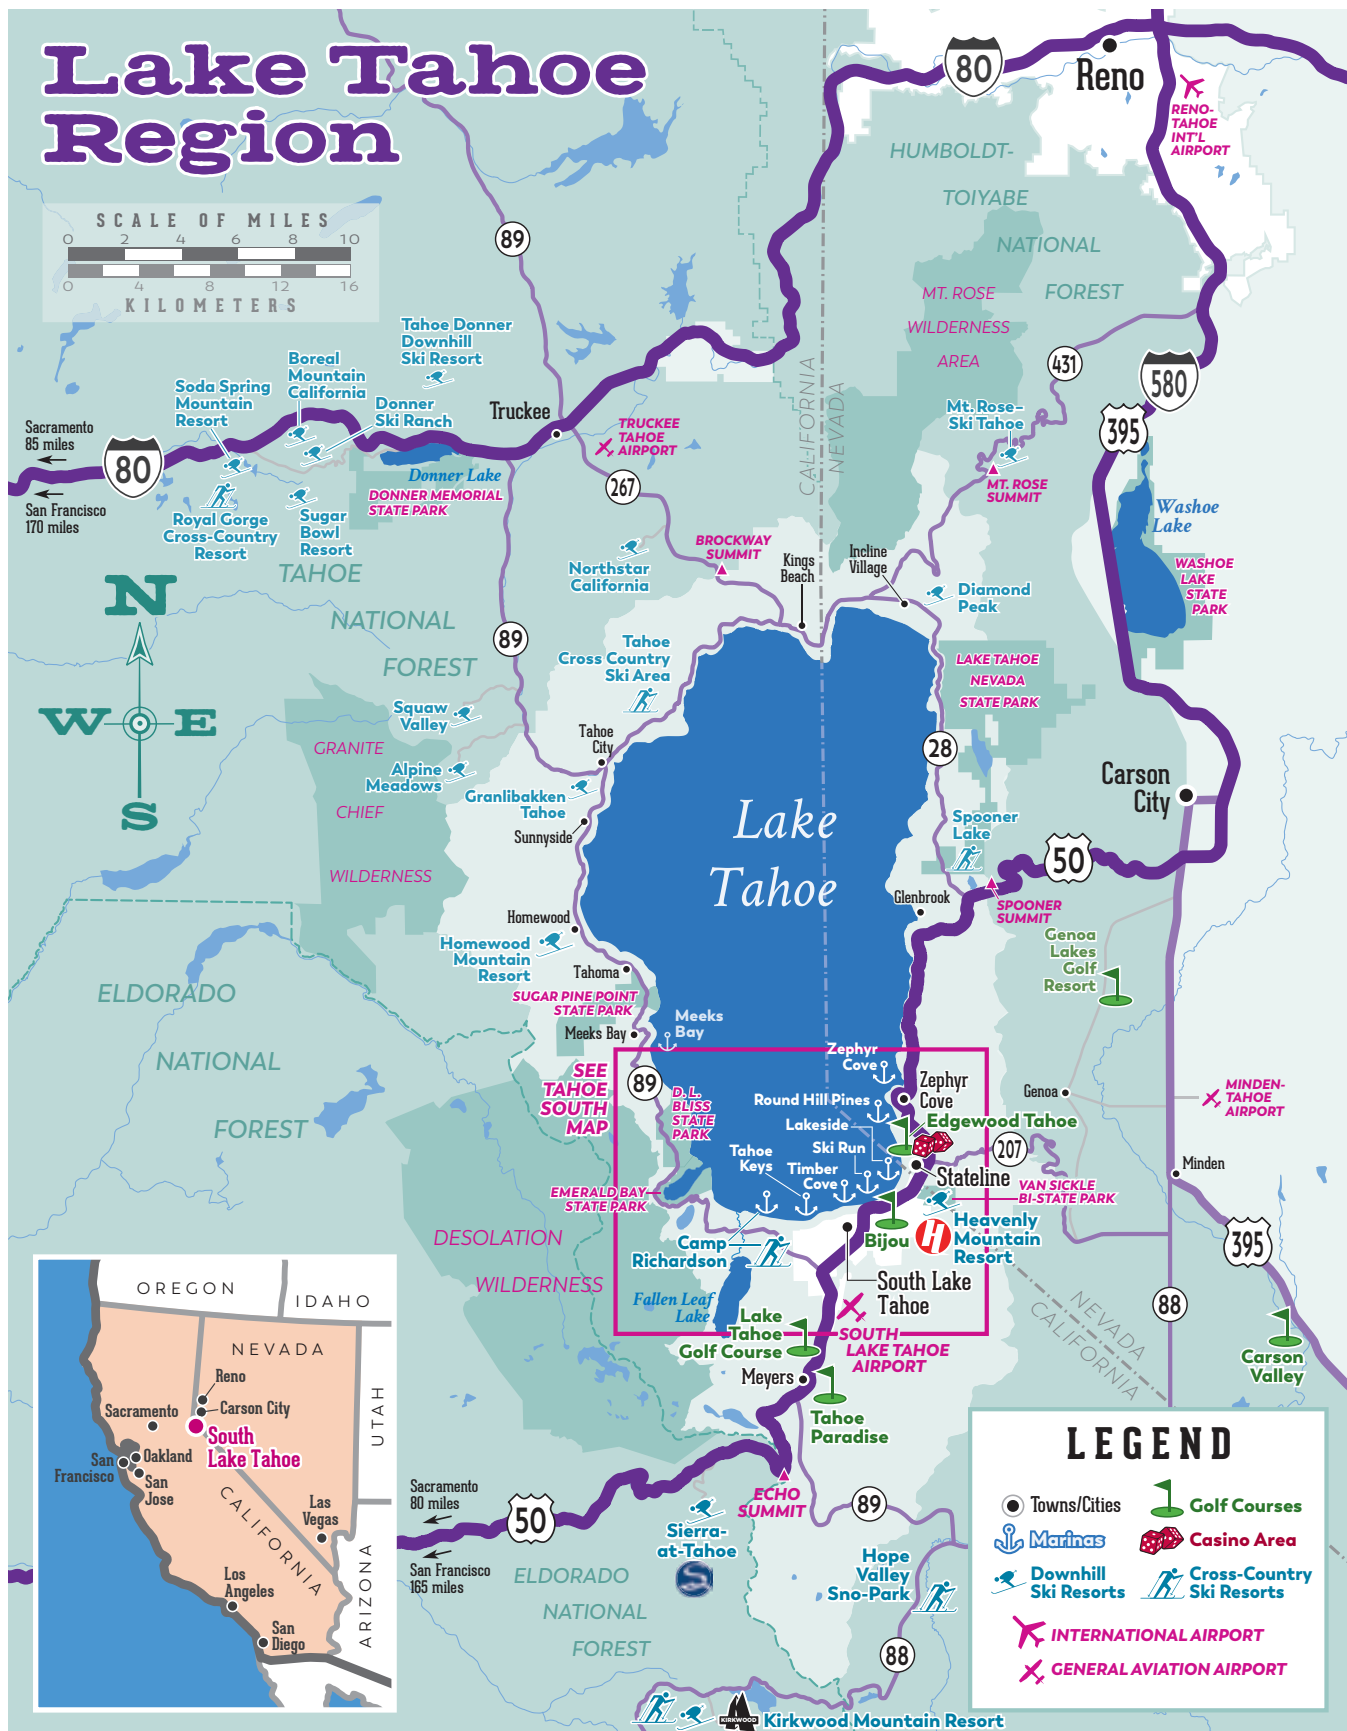 Lake Tahoe
Region
SCALE OF MILES
0 2 4 6 8 10
0 4 8 12 16
KILOMETERS
80
Reno
RENO-
TAHOE
INT'L
AIRPORT
HUMBOLDT-
TOIYABE
NATIONAL
FOREST
89
MT. ROSE
WILDERNESS
AREA
431
580
395
CALIFORNIA
NEVADA
Tahoe Donner
Downhill
Ski Resort
Boreal
Mountain
California
Soda Spring
Mountain
Resort
Donner
Ski Ranch
Truckee
TRUCKEE
TAHOE
AIRPORT
Mt. Rose-
Ski Tahoe
MT. ROSE
SUMMIT
Sacramento
85 miles
80
San Francisco
170 miles
Donner Lake
DONNER MEMORIAL
STATE PARK
267
Washoe
Lake
Royal Gorge
Cross-Country
Resort
Sugar
Bowl
Resort
TAHOE
NATIONAL
FOREST
BROCKWAY
SUMMIT
Northstar
California
Kings
Beach
Incline
Village
Diamond
Peak
WASHOE
LAKE
STATE
PARK
N
W E
S
89
Tahoe
Cross Country
Ski Area
LAKE TAHOE
NEVADA
STATE PARK
Squaw
Valley
Alpine
Meadows
GRANITE
CHIEF
WILDERNESS
Tahoe
City
Granlibakken
Tahoe
Sunnyside
28
Carson
City
Lake
Tahoe
Spooner
Lake
50
SPOONER
SUMMIT
Glenbrook
Genoa
Lakes
Golf
Resort
Homewood
Homewood
Mountain
Resort
Tahoma
SUGAR PINE POINT
STATE PARK
Meeks Bay
Meeks
Bay
ELDORADO
NATIONAL
FOREST
SEE
TAHOE
SOUTH
MAP
89
D.L.
BLISS
STATE
PARK
Zephyr
Cove
Zephyr
Cove
Round Hill Pines
Lakeside
Edgewood Tahoe
Ski Run
Tahoe
Keys
Timber
Cove
Stateline
207
Genoa
MINDEN-
TAHOE
AIRPORT
Minden
VAN SICKLE
BI-STATE PARK
EMERALD BAY
STATE PARK
DESOLATION
WILDERNESS
Camp
Richardson
Bijou
H
Heavenly
Mountain
Resort
395
South Lake
Tahoe
Fallen Leaf
Lake
Lake
Tahoe
Golf Course
SOUTH
LAKE TAHOE
AIRPORT
NEVADA
CALIFORNIA
88
Carson
Valley
Meyers
Tahoe
Paradise
OREGON
IDAHO
NEVADA
UTAH
Reno
Carson City
Sacramento
South
Lake Tahoe
San
Francisco
Oakland
San
Jose
CALIFORNIA
Las
Vegas
Los
Angeles
ARIZONA
San
Diego
Sacramento
80 miles
50
San Francisco
165 miles
ECHO
SUMMIT
89
Sierra-
at-Tahoe
S
ELDORADO
NATIONAL
FOREST
Hope
Valley
Sno-Park
88
KIRKWOOD
Kirkwood Mountain Resort
LEGEND
Towns/Cities
Golf Courses
Marinas
Casino Area
Downhill
Ski Resorts
Cross-Country
Ski Resorts
INTERNATIONAL AIRPORT
GENERAL AVIATION AIRPORT